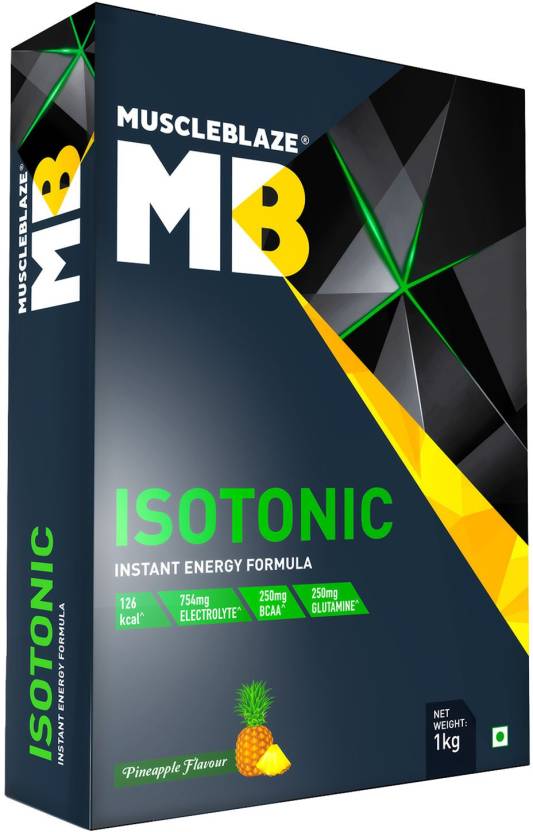 MUSCLEBLAZE®
MB
ISOTONIC
INSTANT ENERGY FORMULA
126
kcal^
754mg
ELECTROLYTE^
250mg
BCAA^
250mg
GLUTAMINE^
Pineapple Flavour
NET
WEIGHT:
1kg
MUSCLEBLAZE®
MB
ISOTONIC
INSTANT ENERGY FORMULA